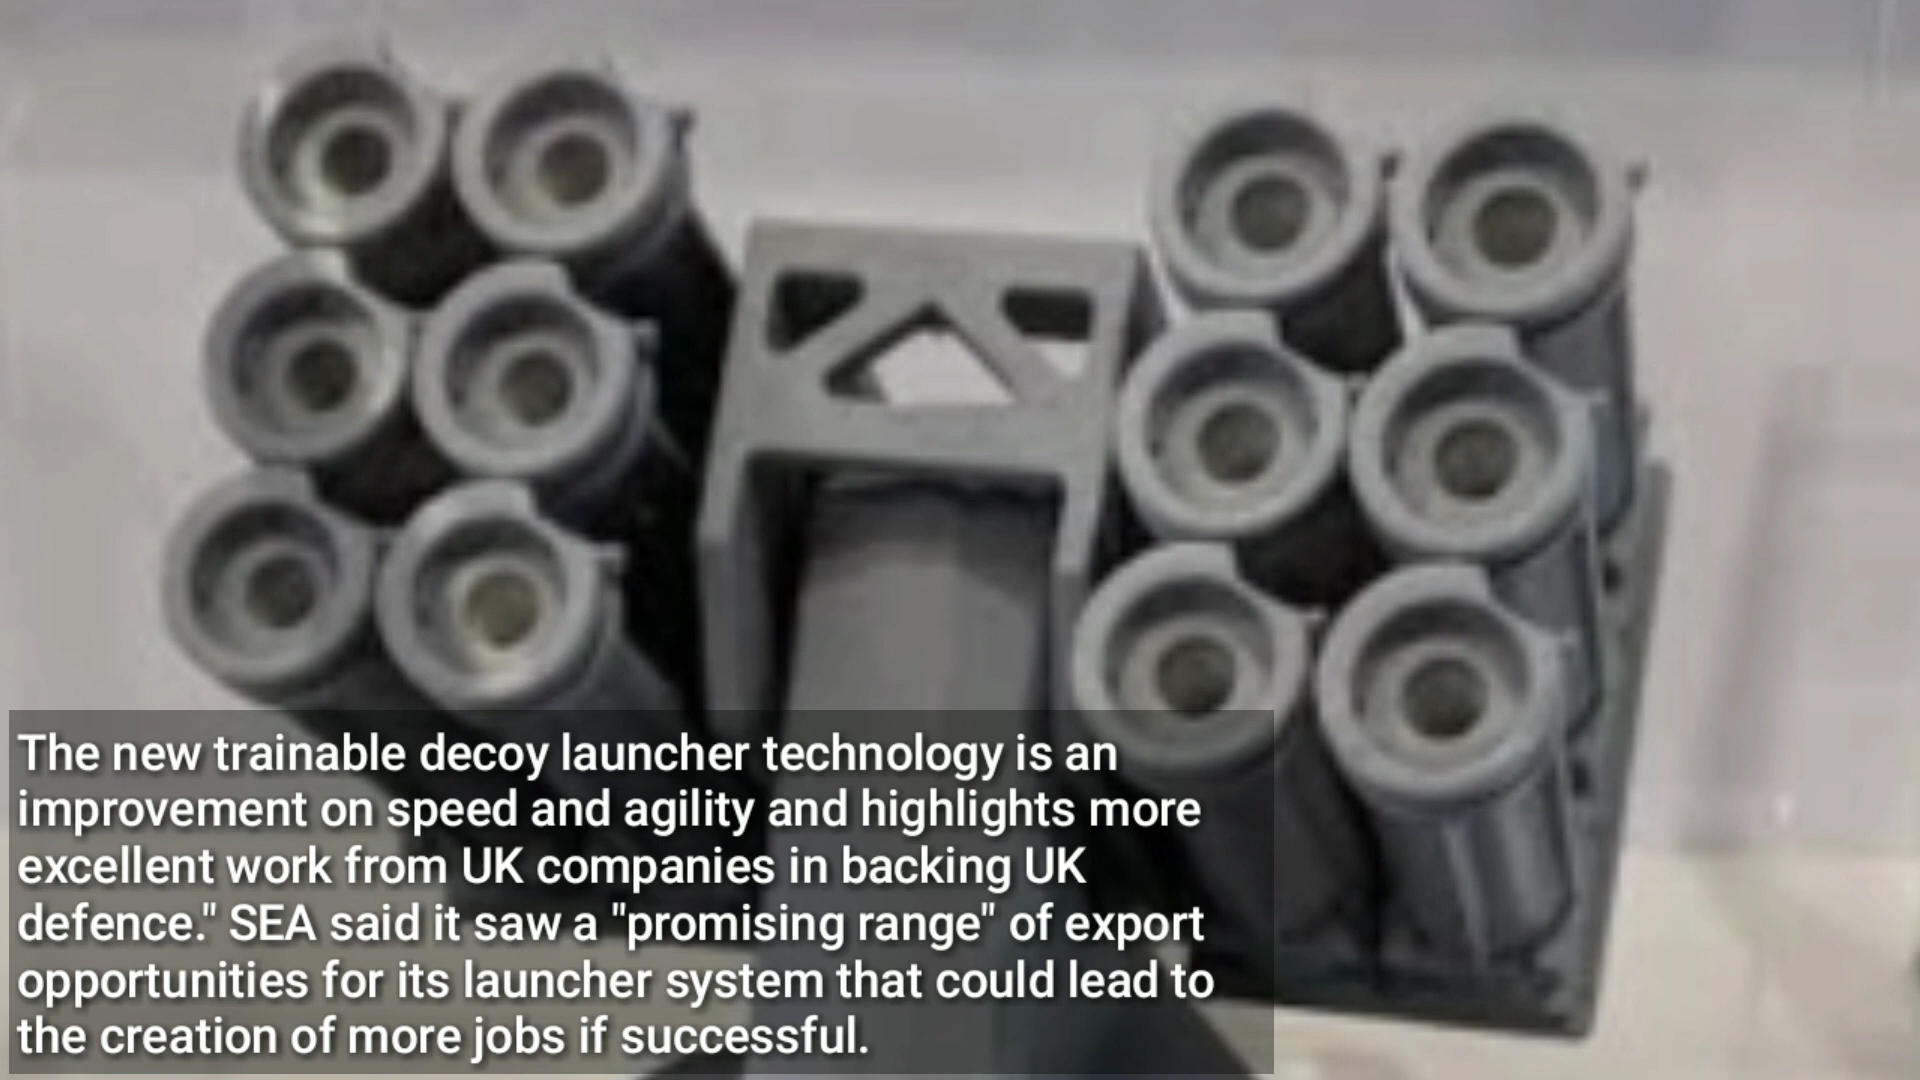 The new trainable decoy launcher technology is an
improvement on speed and agility and highlights more
excellent work from UK companies in backing UK
defence." SEA said it saw a "promising range" of export
opportunities for its launcher system that could lead to
the creation of more jobs if successful.